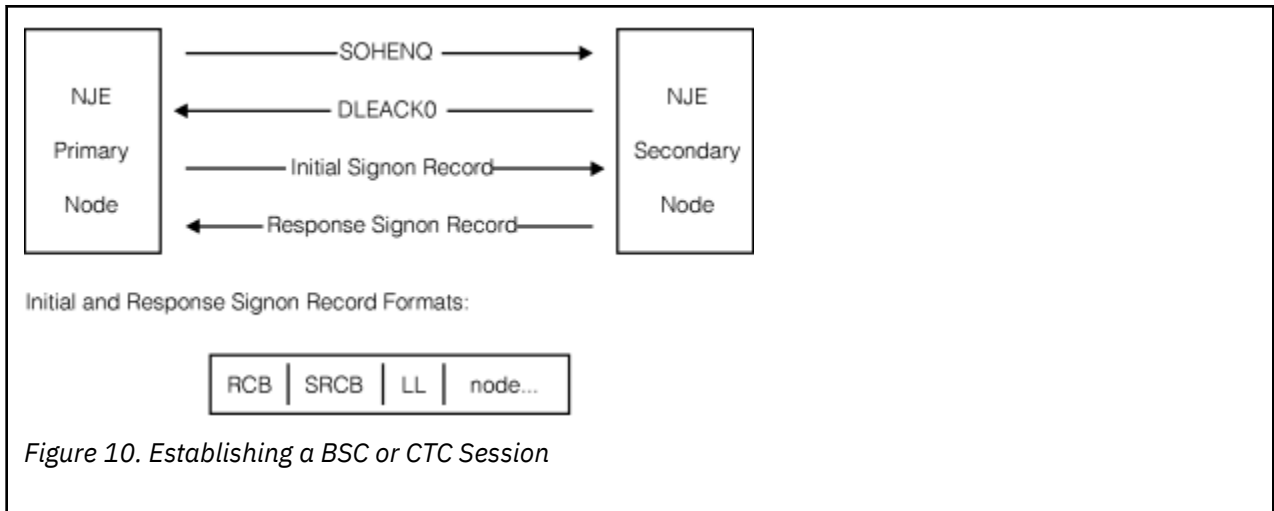 SOHENQ
NJE
Primary
Node
DLEACK0
NJE
Secondary
Node
Initial Signon Record
Response Signon Record
Initial and Response Signon Record Formats:
RCB SRCB LL node...
Figure 10. Establishing a BSC or CTC Session